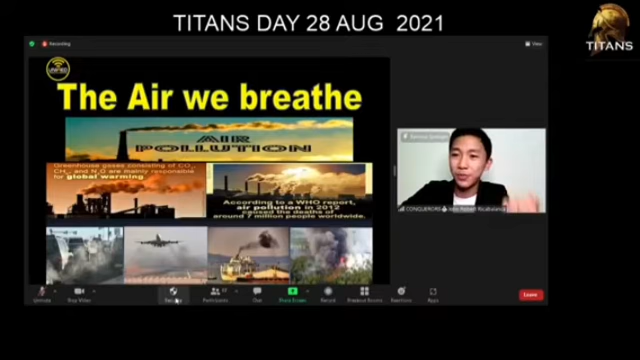 TITANS DAY 28 AUG 2021
TITANS
Recording
View
The Air we breathe
AIR
POLLUTION
Greenhouse gases consisting of CO₂,
CH₄, and N₂O are mainly responsible
for global warming
According to a WHO report,
air pollution in 2012
caused the deaths of
around 7 million people worldwide.
CONQUERORS
Unmute
Stop Video
Security
Participants
Chat
Share Screen
Record
Breakout Rooms
Reactions
Apps
Leave